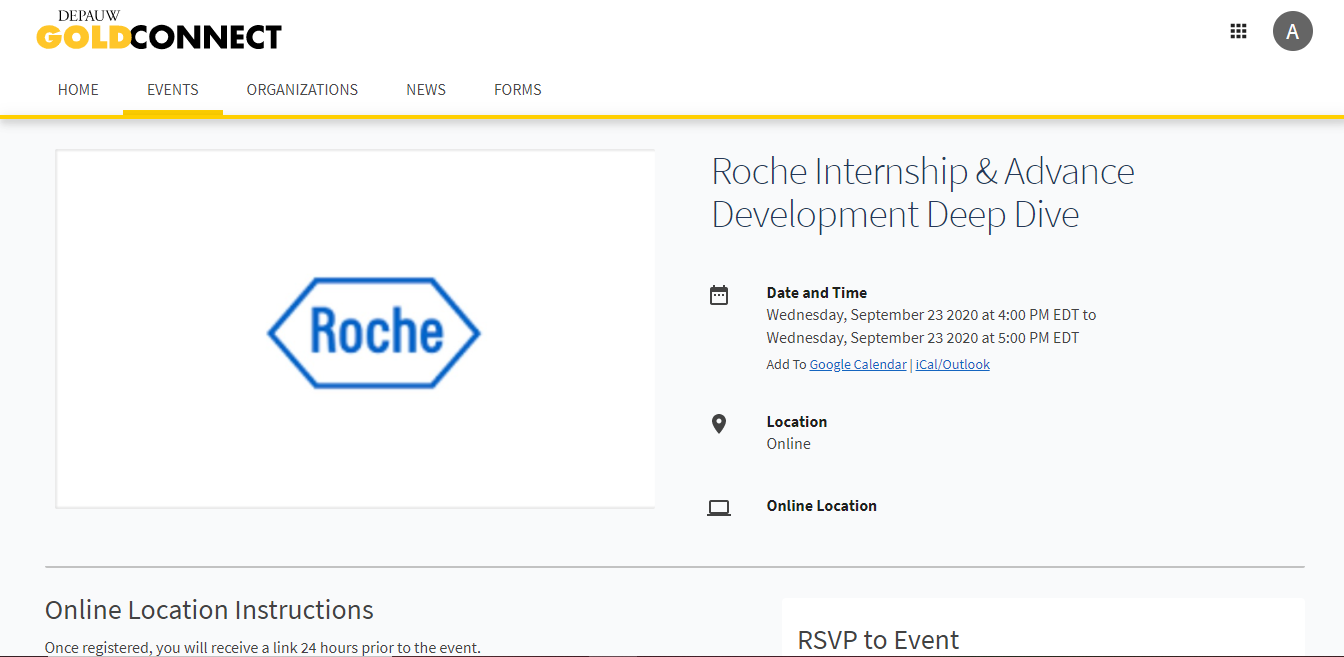 DEPAUW
GOLDCONNECT
A
HOME
EVENTS
ORGANIZATIONS
NEWS
FORMS
Roche
Roche Internship & Advance
Development Deep Dive
Date and Time
Wednesday, September 23 2020 at 4:00 PM EDT to
Wednesday, September 23 2020 at 5:00 PM EDT
Add To Google Calendar | iCal/Outlook
Location
Online
Online Location
Online Location Instructions
Once registered, you will receive a link 24 hours prior to the event.
RSVP to Event